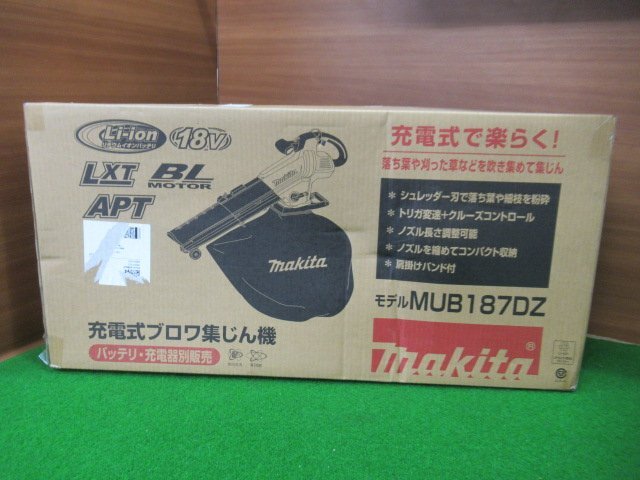 Li-ion
リチウムイオンバッテリ
18V
LXT
BL
MOTOR
APT
makita
makita
充電式ブロワ集じん機
バッテリ・充電器別販売
充電式で楽らく!
落ち葉や刈った草などを吹き集めて集じん
＊シュレッダー刃で落ち葉や細枝を粉砕
＊トリガ変速+クルーズコントロール
＊ノズル長さ調整可能
＊ノズルを縮めてコンパクト収納
＊肩掛けバンド付
モデルMUB187DZ
makita®